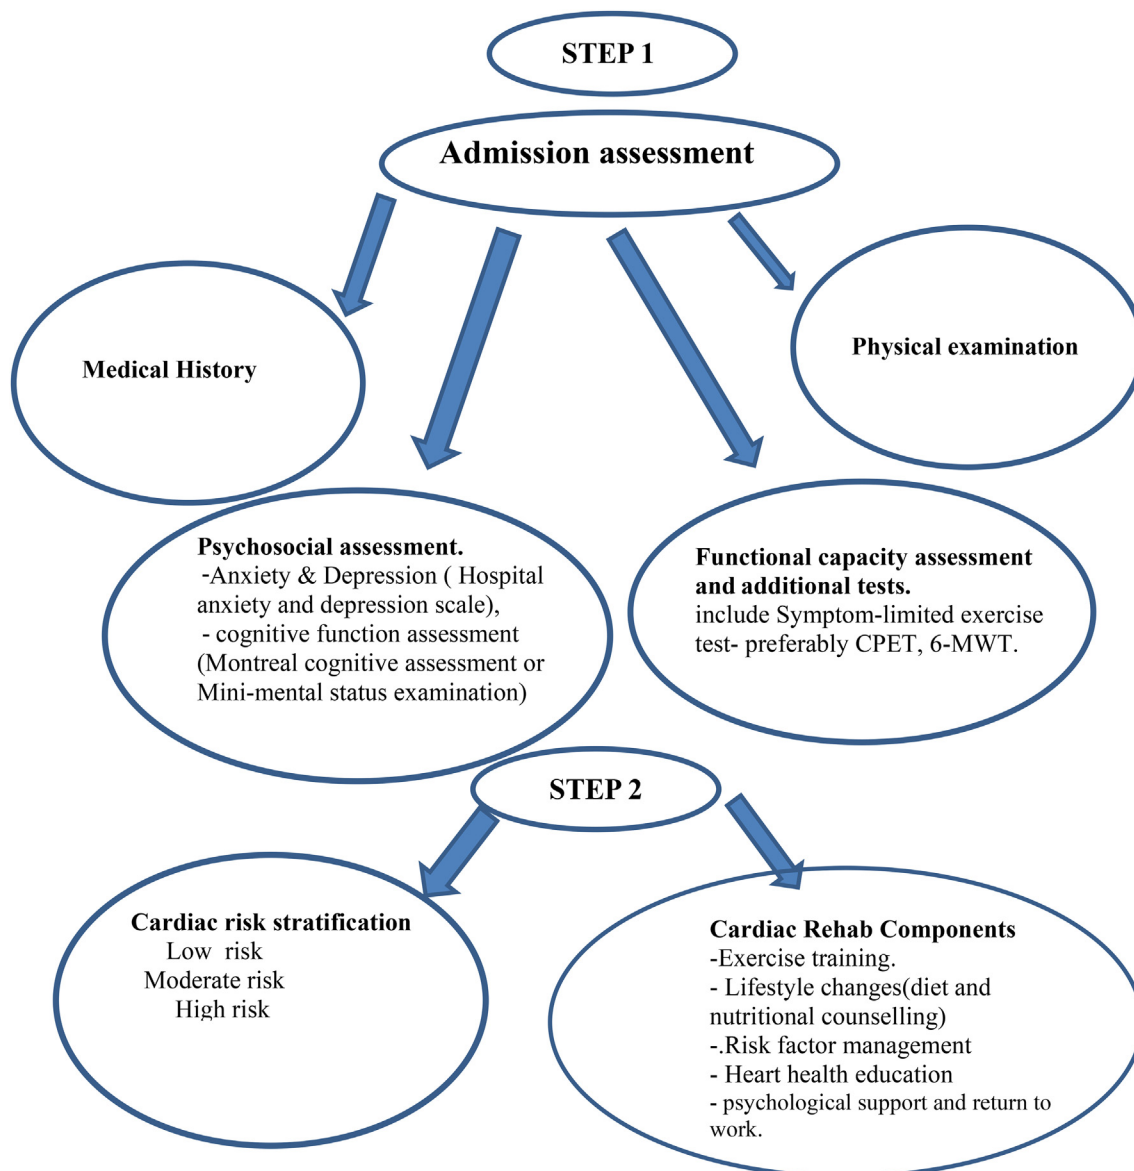 STEP 1
Admission assessment
Medical History
Physical examination
Psychosocial assessment.
-Anxiety & Depression ( Hospital
anxiety and depression scale),
- cognitive function assessment
(Montreal cognitive assessment or
Mini-mental status examination)
Functional capacity assessment
and additional tests.
include Symptom-limited exercise
test- preferably CPET, 6-MWT.
STEP 2
Cardiac risk stratification
Low risk
Moderate risk
High risk
Cardiac Rehab Components
-Exercise training.
- Lifestyle changes(diet and
nutritional counselling)
-.Risk factor management
- Heart health education
- psychological support and return to
work.